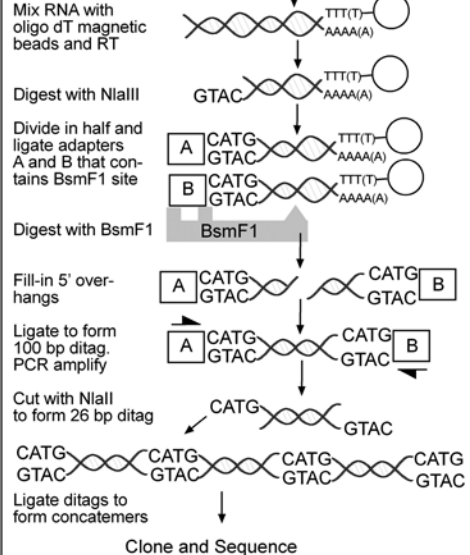 Mix RNA with
oligo dT magnetic
beads and RT
TTT(T)
AAAA(A)
Digest with NlaIII
GTAC
TTT(T)
AAAA(A)
Divide in half and
ligate adapters
A and B that con-
tains BsmF1 site
A
CATG
GTAC
TTT(T)
AAAA(A)
B
CATG
GTAC
TTT(T)
AAAA(A)
Digest with BsmF1
BsmF1
Fill-in 5' over-
hangs
A
CATG
GTAC
CATG
GTAC
B
Ligate to form
100 bp ditag.
PCR amplify
A
CATG
GTAC
CATG
GTAC
B
Cut with NlaII
to form 26 bp ditag
CATG
GTAC
CATG CATG CATG CATG
GTAC GTAC GTAC GTAC
Ligate ditags to
form concatemers
Clone and Sequence